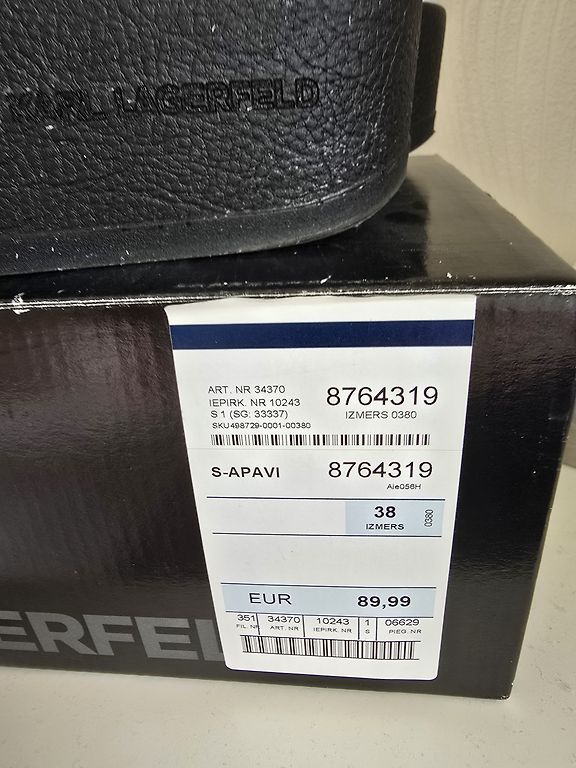 KARL LAGERFELD
ART. NR 34370
IEPIRK. NR 10243
S 1 (SG: 33337)
SKU498729-0001-00380
8764319
IZMERS 0380
S-APAVI
8764319
Aie056H
38
IZMERS
0380
EUR 89,99
351 34370 10243 1 06629
FIL. NR ART. NR IEPIRK. NR S PIEG. NR
ERFEL